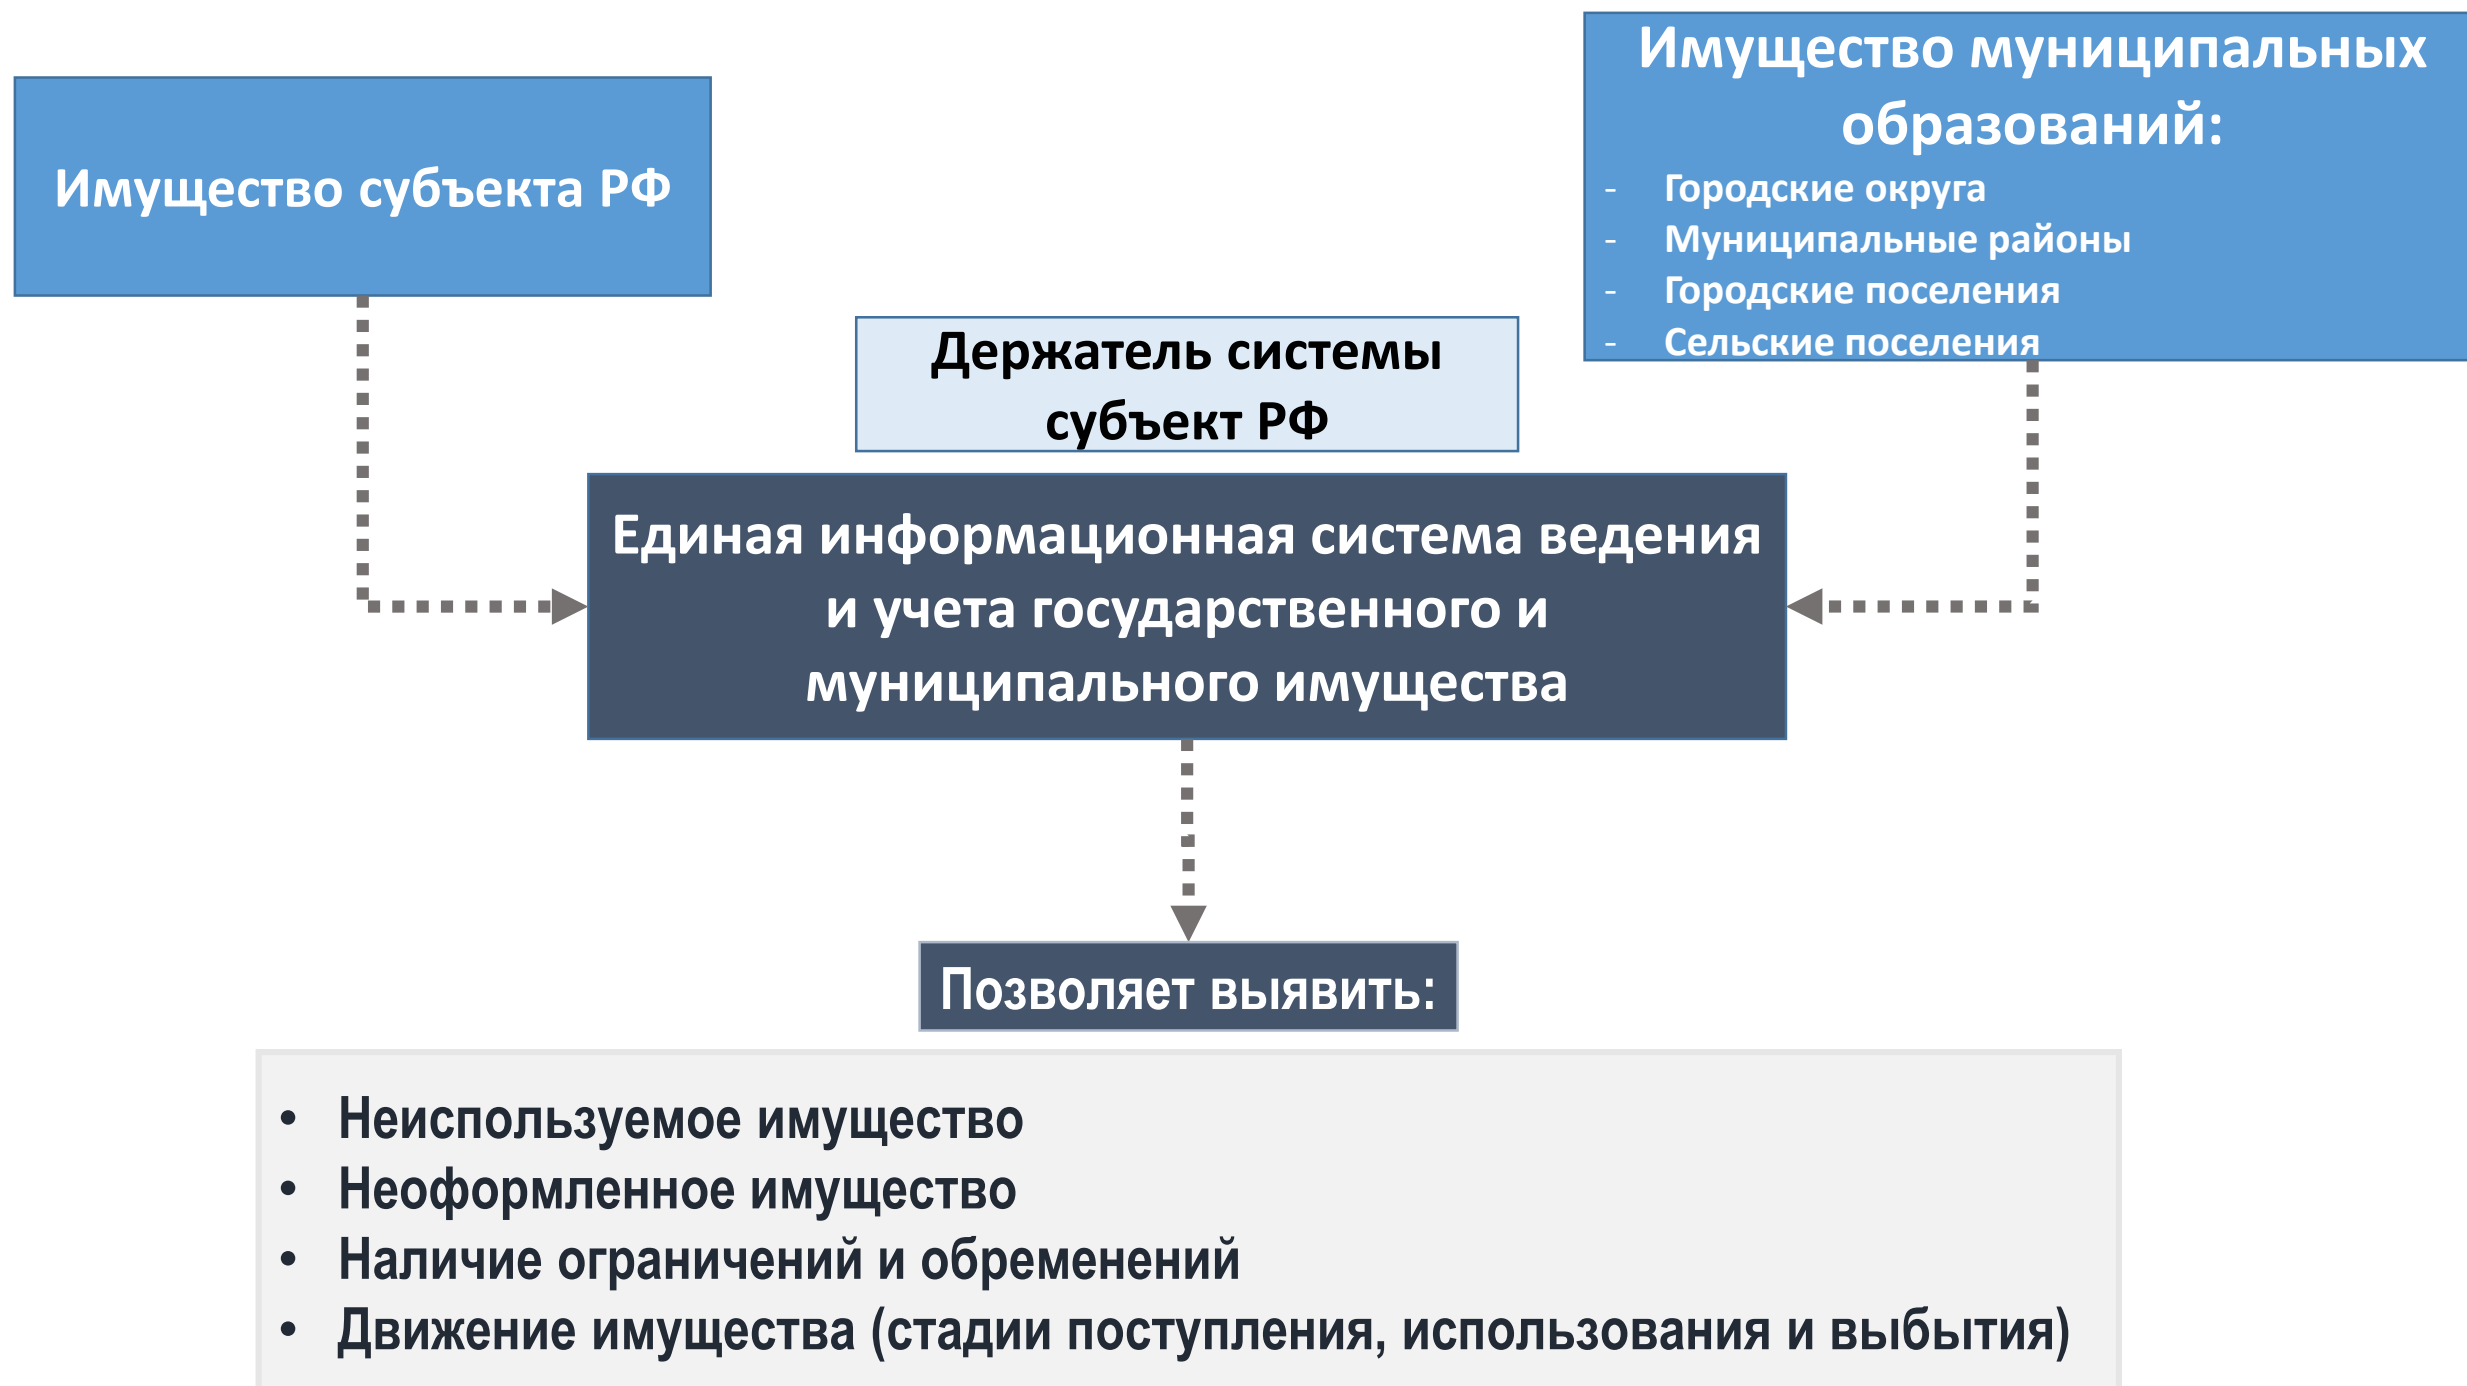 Имущество субъекта РФ
Имущество муниципальных
образований:
- Городские округа
- Муниципальные районы
- Городские поселения
- Сельские поселения
Держатель системы
субъект РФ
Единая информационная система ведения
и учета государственного и
муниципального имущества
Позволяет выявить:
• Неиспользуемое имущество
• Неоформленное имущество
• Наличие ограничений и обременений
• Движение имущества (стадии поступления, использования и выбытия)